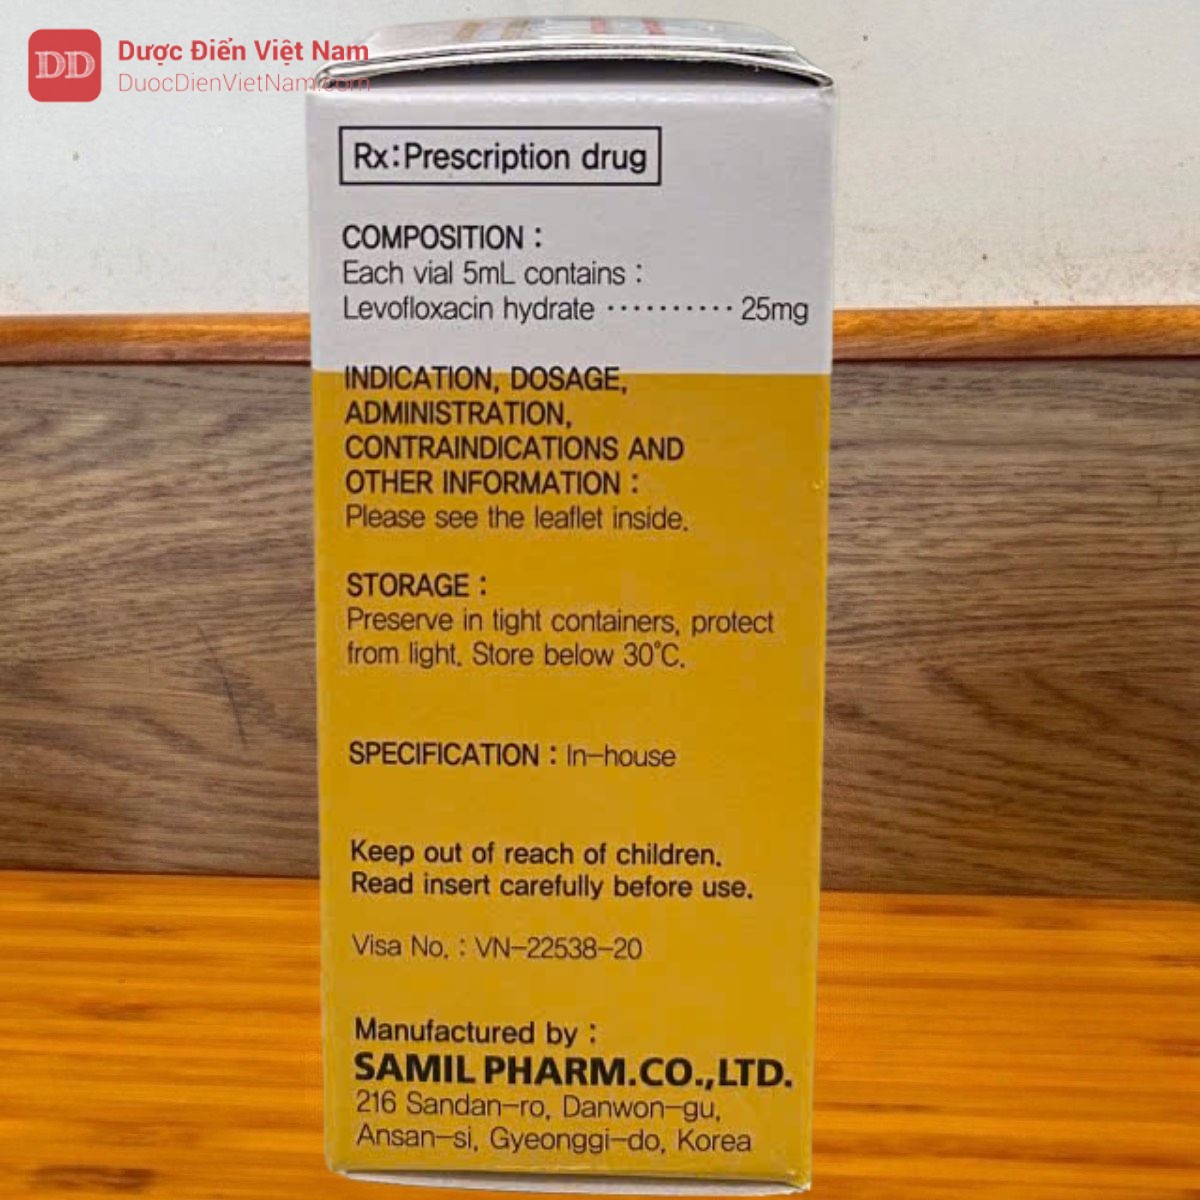 DD
Dược Điển Việt Nam
DuocDienVietNam.com
Rx:Prescription drug
COMPOSITION :
Each vial 5mL contains :
Levofloxacin hydrate ·········· 25mg
INDICATION, DOSAGE,
ADMINISTRATION,
CONTRAINDICATIONS AND
OTHER INFORMATION :
Please see the leaflet inside.
STORAGE :
Preserve in tight containers, protect
from light. Store below 30°C.
SPECIFICATION : In-house
Keep out of reach of children.
Read insert carefully before use.
Visa No. : VN-22538-20
Manufactured by :
SAMIL PHARM.CO.,LTD.
216 Sandan-ro, Danwon-gu,
Ansan-si, Gyeonggi-do, Korea